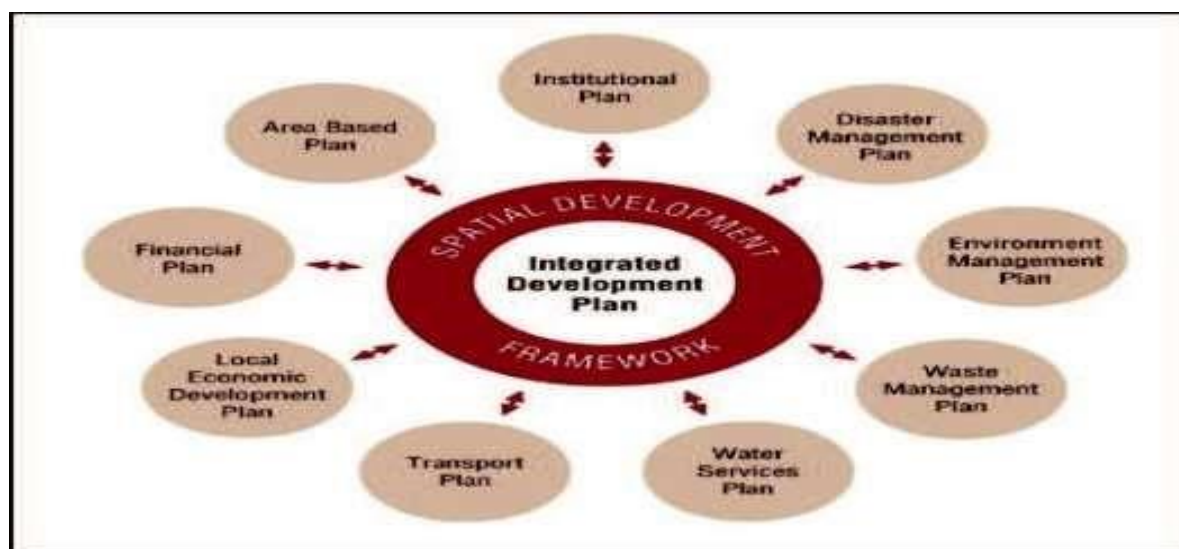 Institutional
Plan
Area Based
Plan
Disaster
Management
Plan
SPATIAL DEVELOPMENT
Financial
Plan
Integrated
Development
Plan
Environment
Management
Plan
FRAMEWORK
Local
Economic
Development
Plan
Waste
Management
Plan
Transport
Plan
Water
Services
Plan